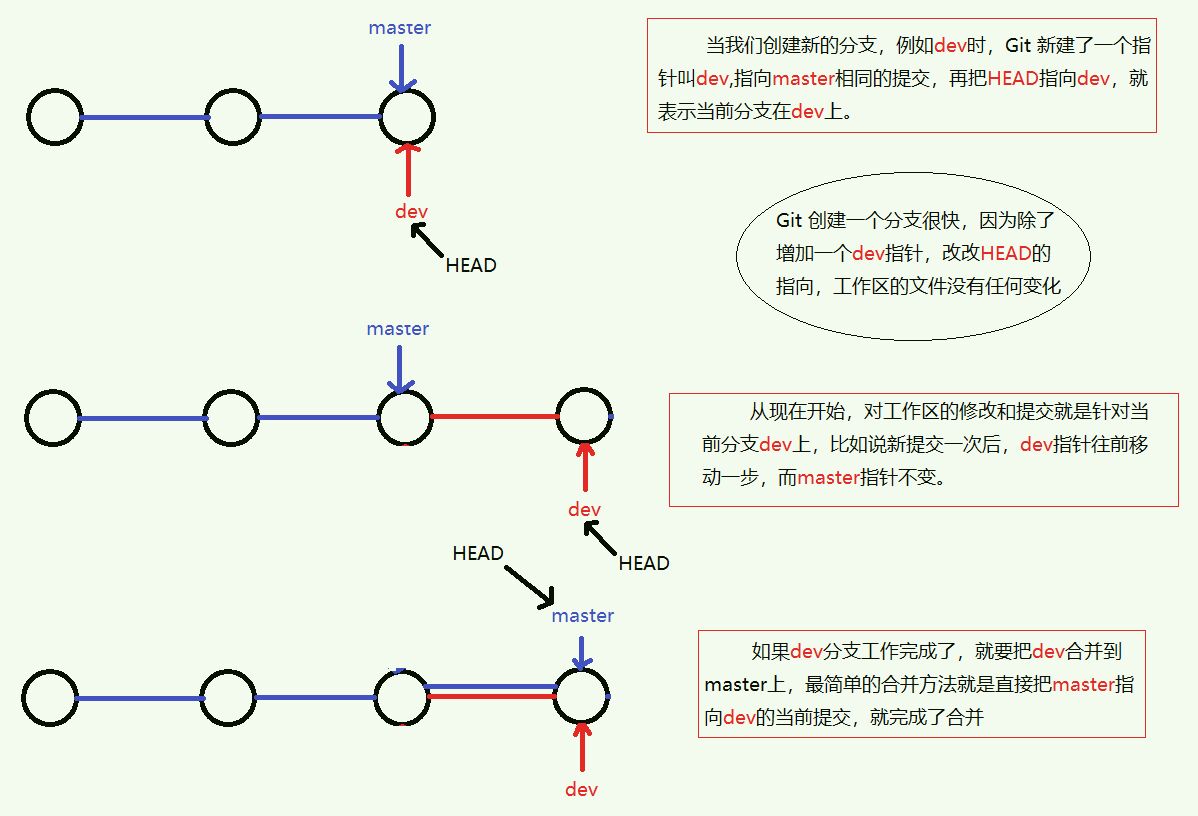 master
当我们创建新的分支，例如dev时，Git 新建了一个指
针叫dev,指向master相同的提交，再把HEAD指向dev，就
表示当前分支在dev上。
dev
HEAD
Git 创建一个分支很快，因为除了
增加一个dev指针，改改HEAD的
指向，工作区的文件没有任何变化
master
从现在开始，对工作区的修改和提交就是针对当
前分支dev上，比如说新提交一次后，dev指针往前移
动一步，而master指针不变。
dev
HEAD
HEAD
master
如果dev分支工作完成了，就要把dev合并到
master上，最简单的合并方法就是直接把master指
向dev的当前提交，就完成了合并
dev